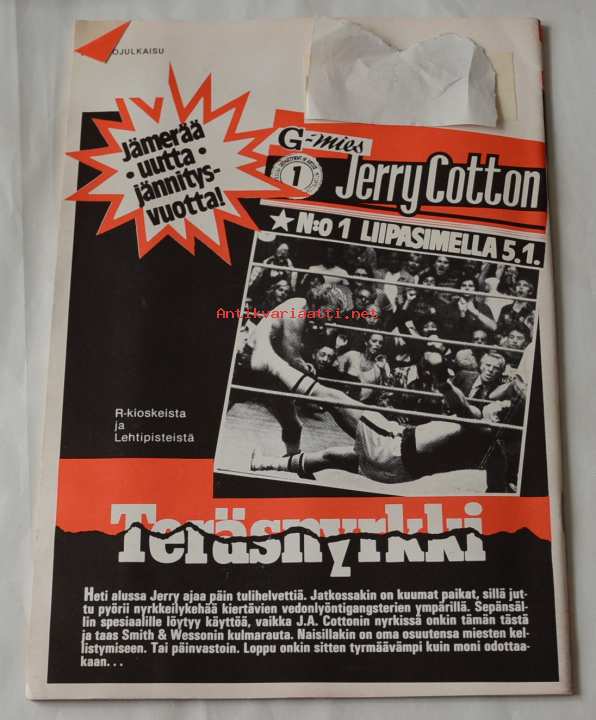 OJULKAISU
Jämerää
• uutta •
jännitys-
vuotta!
G-mies
1
Jerry Cotton
★ N:o 1 LIIPASIMELLA 5.1.
Antikvariaatti.net
R-kioskeista
ja
Lehtipisteistä
Teräsnyrkki
Heti alussa Jerry ajaa päin tulihelvettiä. Jatkossakin on kuumat paikat, sillä jut-
tu pyörii nyrkkeilykehää kiertävien vedonlyöntigangsterien ympärillä. Sepänsäl-
lin spesiaalille löytyy käyttöä, vaikka J.A. Cottonin nyrkissä onkin tämän tästä
ja taas Smith & Wessonin kulmarauta. Naisillakin on oma osuutensa miesten kel-
listymiseen. Tai päinvastoin. Loppu onkin sitten tyrmäävämpi kuin moni odottaa-
kaan...